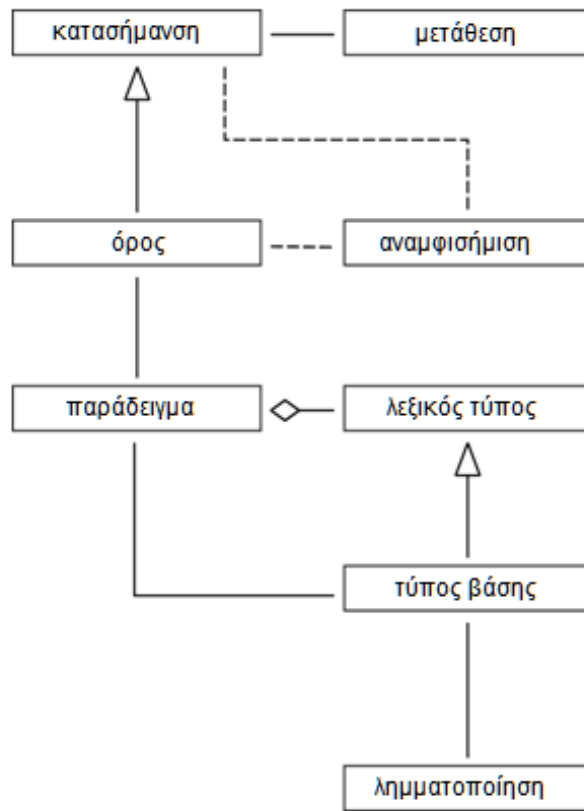 κατασήμανση
μετάθεση
όρος
αναμφισήμιση
παράδειγμα
λεξικός τύπος
τύπος βάσης
λημματοποίηση